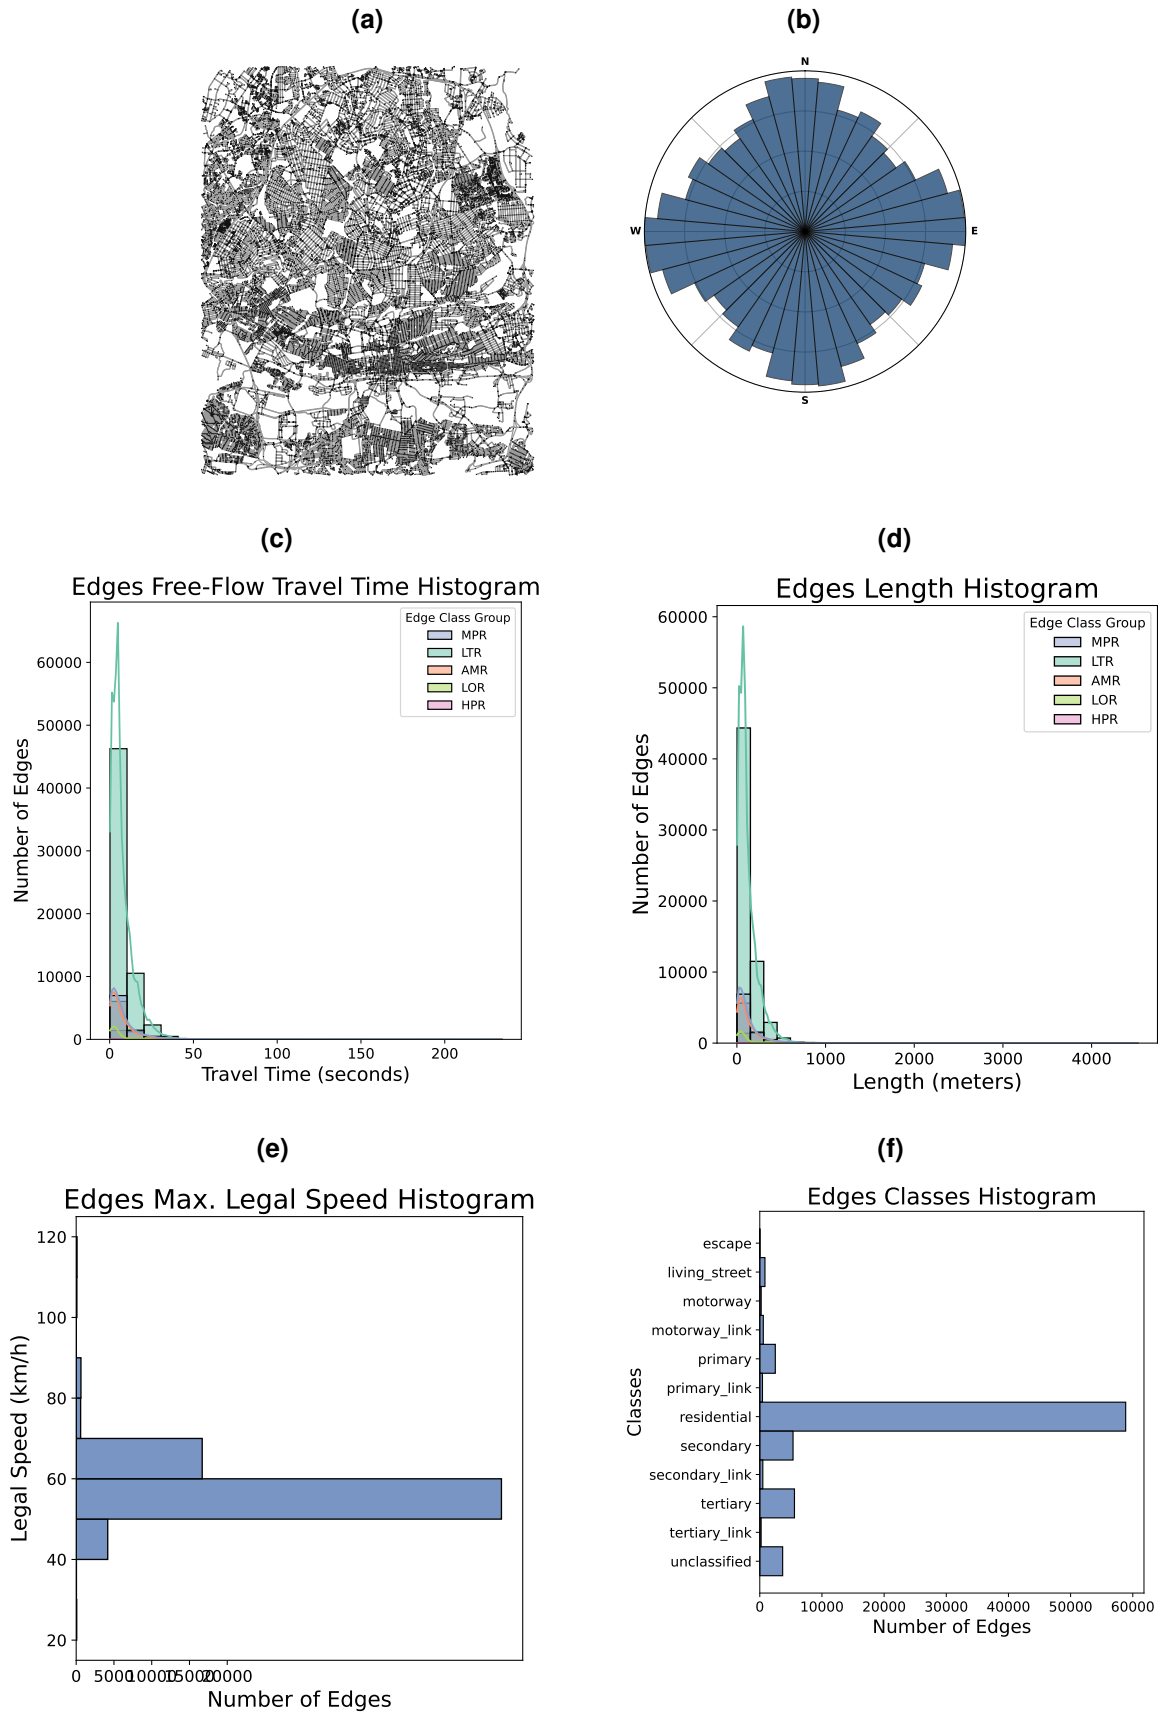 (a)
(b)
N
W
E
S
(c)
(d)
Edges Free-Flow Travel Time Histogram
Edge Class Group
MPR
LTR
AMR
LOR
HPR
60000
50000
40000
30000
20000
10000
0
Number of Edges
0 50 100 150 200
Travel Time (seconds)
Edges Length Histogram
Edge Class Group
MPR
LTR
AMR
LOR
HPR
60000
50000
40000
30000
20000
10000
0
Number of Edges
0 1000 2000 3000 4000
Length (meters)
(e)
(f)
Edges Max. Legal Speed Histogram
120
100
80
60
40
20
Legal Speed (km/h)
0 5000 10000 15000 20000
Number of Edges
Edges Classes Histogram
escape
living_street
motorway
motorway_link
primary
primary_link
residential
secondary
secondary_link
tertiary
tertiary_link
unclassified
Classes
0 10000 20000 30000 40000 50000 60000
Number of Edges